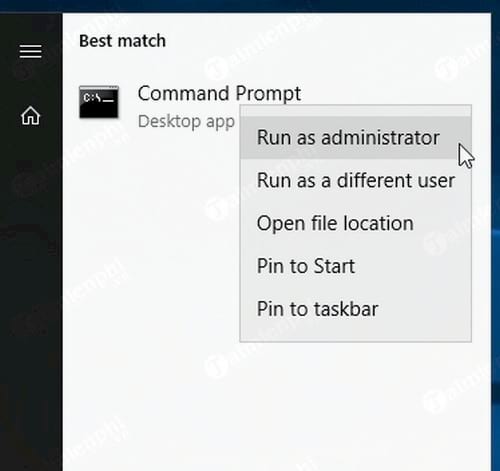 Best match
C:\_
Command Prompt
Desktop app
Run as administrator
Run as a different user
Open file location
Pin to Start
Pin to taskbar
Taimienphi